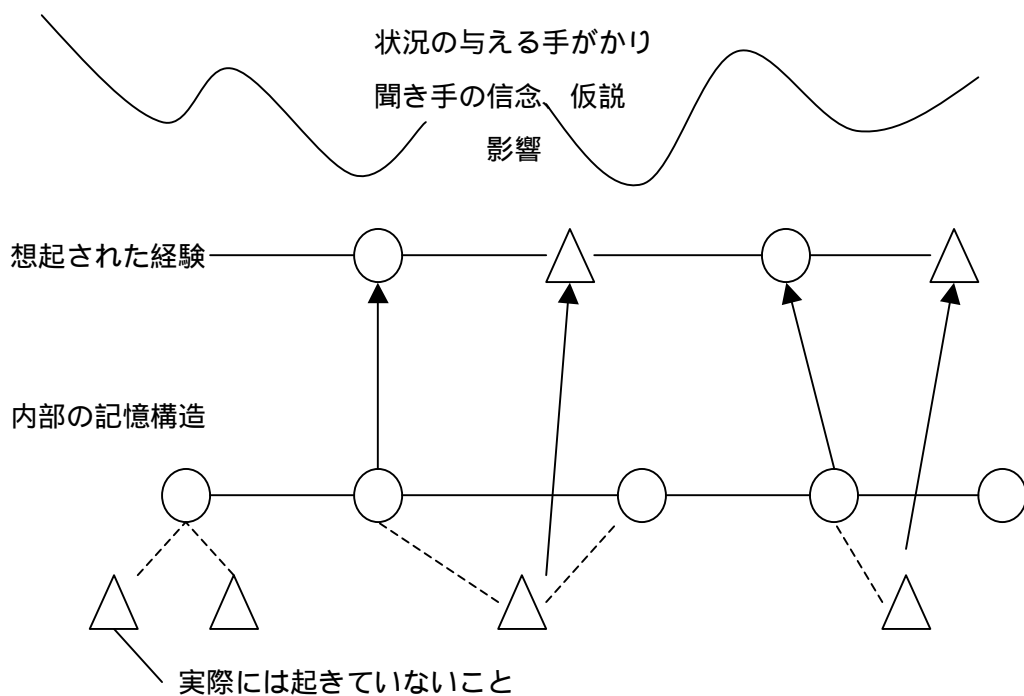 状況の与える手がかり
聞き手の信念、仮説
影響
想起された経験
内部の記憶構造
実際には起きていないこと